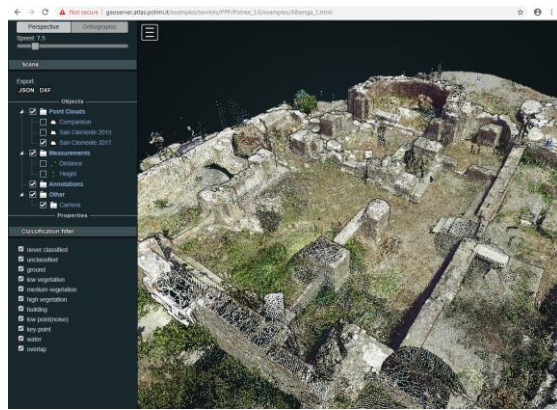 Not secure | geoserver.atlas.polimi.it/examples/servlets/PPP/Potree_1.6/examples/Albenga_1.html
Perspective Orthographic
Speed: 7.5
Scene
Export:
JSON DXF
Objects
Point Clouds
Comparison
San Clemente 2015
San Clemente 2017
Measurements
Distance
Height
Annotations
Other
Camera
Properties
Classification filter
never classified
unclassified
ground
low vegetation
medium vegetation
high vegetation
building
low point(noise)
key-point
water
overlap